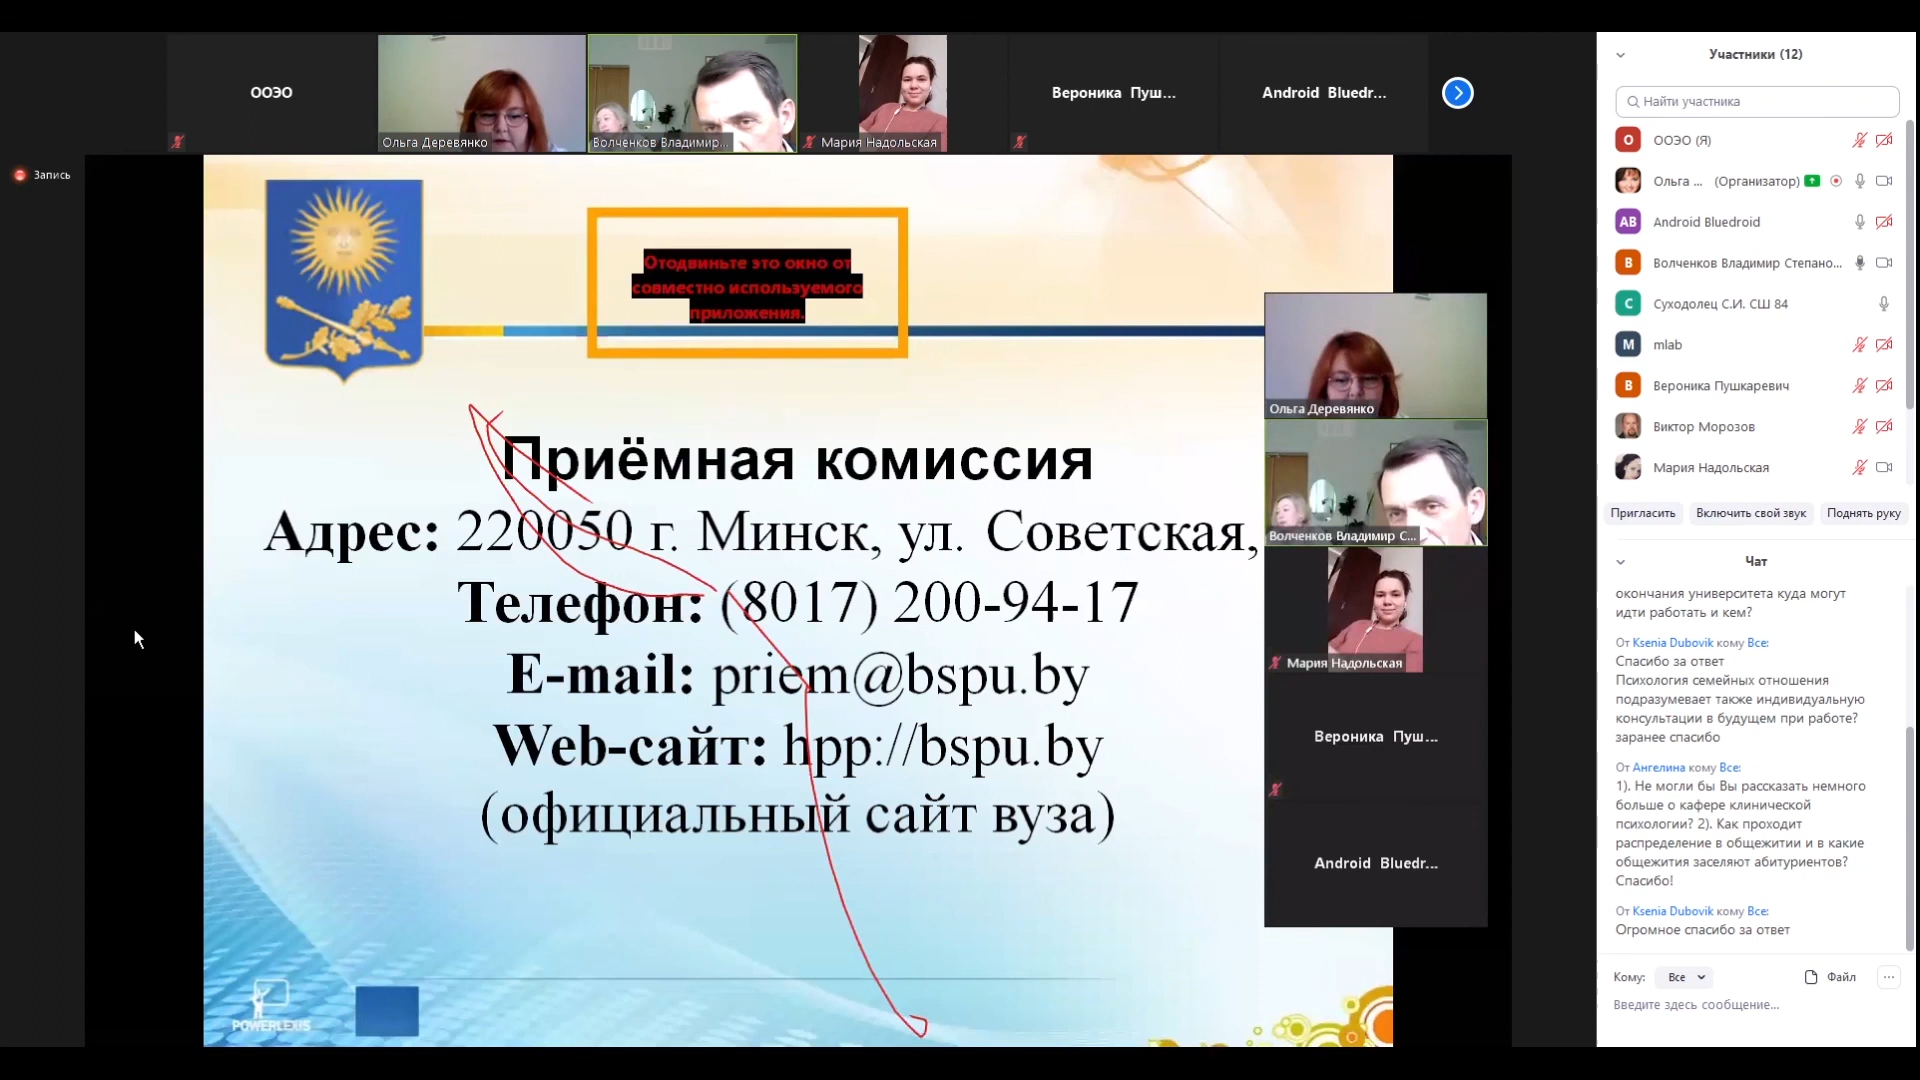 ООЭО
Ольга Деревянко
Волченков Владимир...
Мария Надольская
Вероника Пуш...
Android Bluedr...
Запись
Отодвиньте это окно от
совместно используемого
приложения.
Приёмная комиссия
Адрес: 220050 г. Минск, ул. Советская,
Телефон: (8017) 200-94-17
E-mail: priem@bspu.by
Web-сайт: hpp://bspu.by
(официальный сайт вуза)
POWERLEXIS
Ольга Деревянко
Волченков Владимир С...
Мария Надольская
Вероника Пуш...
Android Bluedr...
Участники (12)
Найти участника
О ООЭО (Я)
Ольга ... (Организатор)
AB Android Bluedroid
В Волченков Владимир Степано...
С Суходолец С.И. СШ 84
M mlab
В Вероника Пушкаревич
Виктор Морозов
Мария Надольская
Пригласить Включить свой звук Поднять руку
Чат
окончания университета куда могут
идти работать и кем?
От Ksenia Dubovik кому Все:
Спасибо за ответ
Психология семейных отношения
подразумевает также индивидуальную
консультации в будущем при работе?
заранее спасибо
От Ангелина кому Все:
1). Не могли бы Вы рассказать немного
больше о кафере клинической
психологии? 2). Как проходит
распределение в общежитии и в какие
общежития заселяют абитуриентов?
Спасибо!
От Ksenia Dubovik кому Все:
Огромное спасибо за ответ
Кому: Все Файл ...
Введите здесь сообщение...